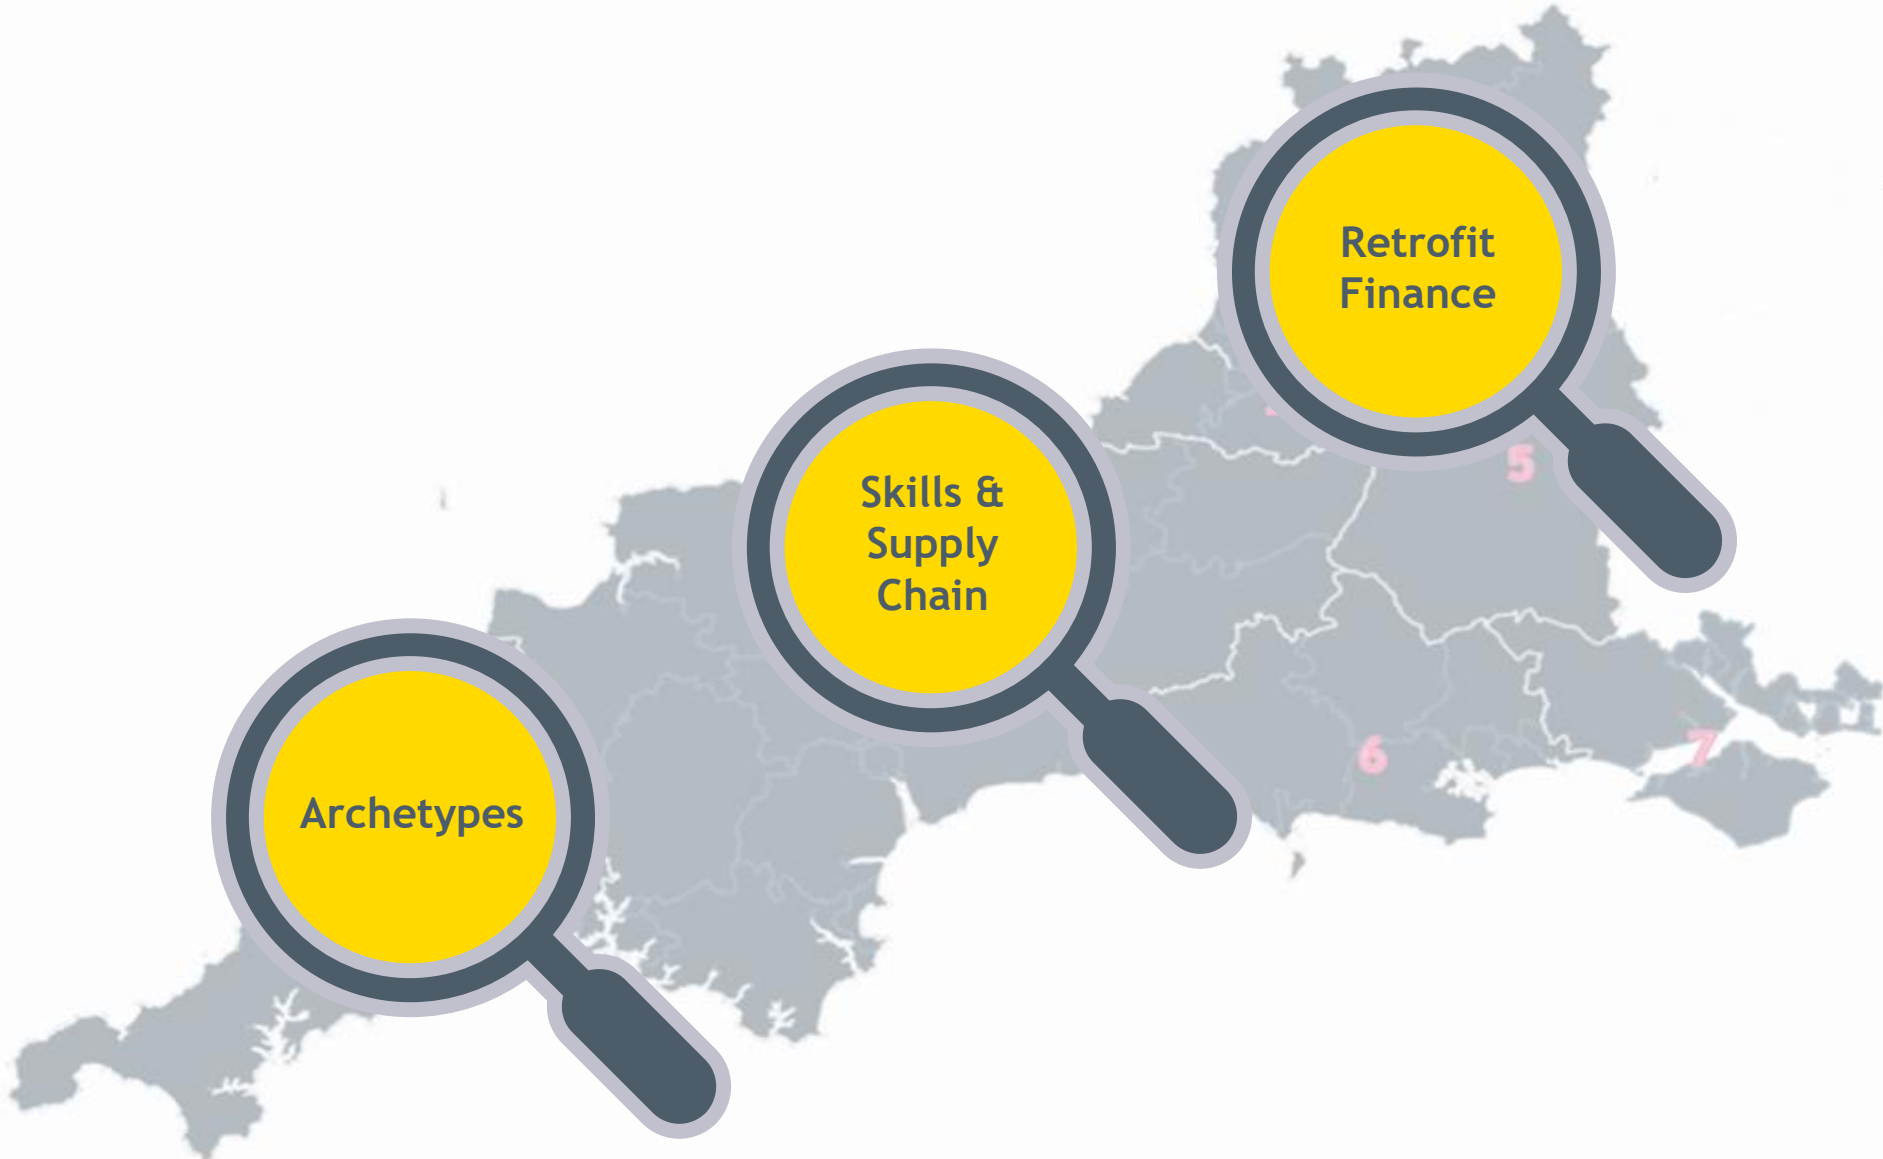 Retrofit
Finance
5
Skills &
Supply
Chain
6
7
Archetypes